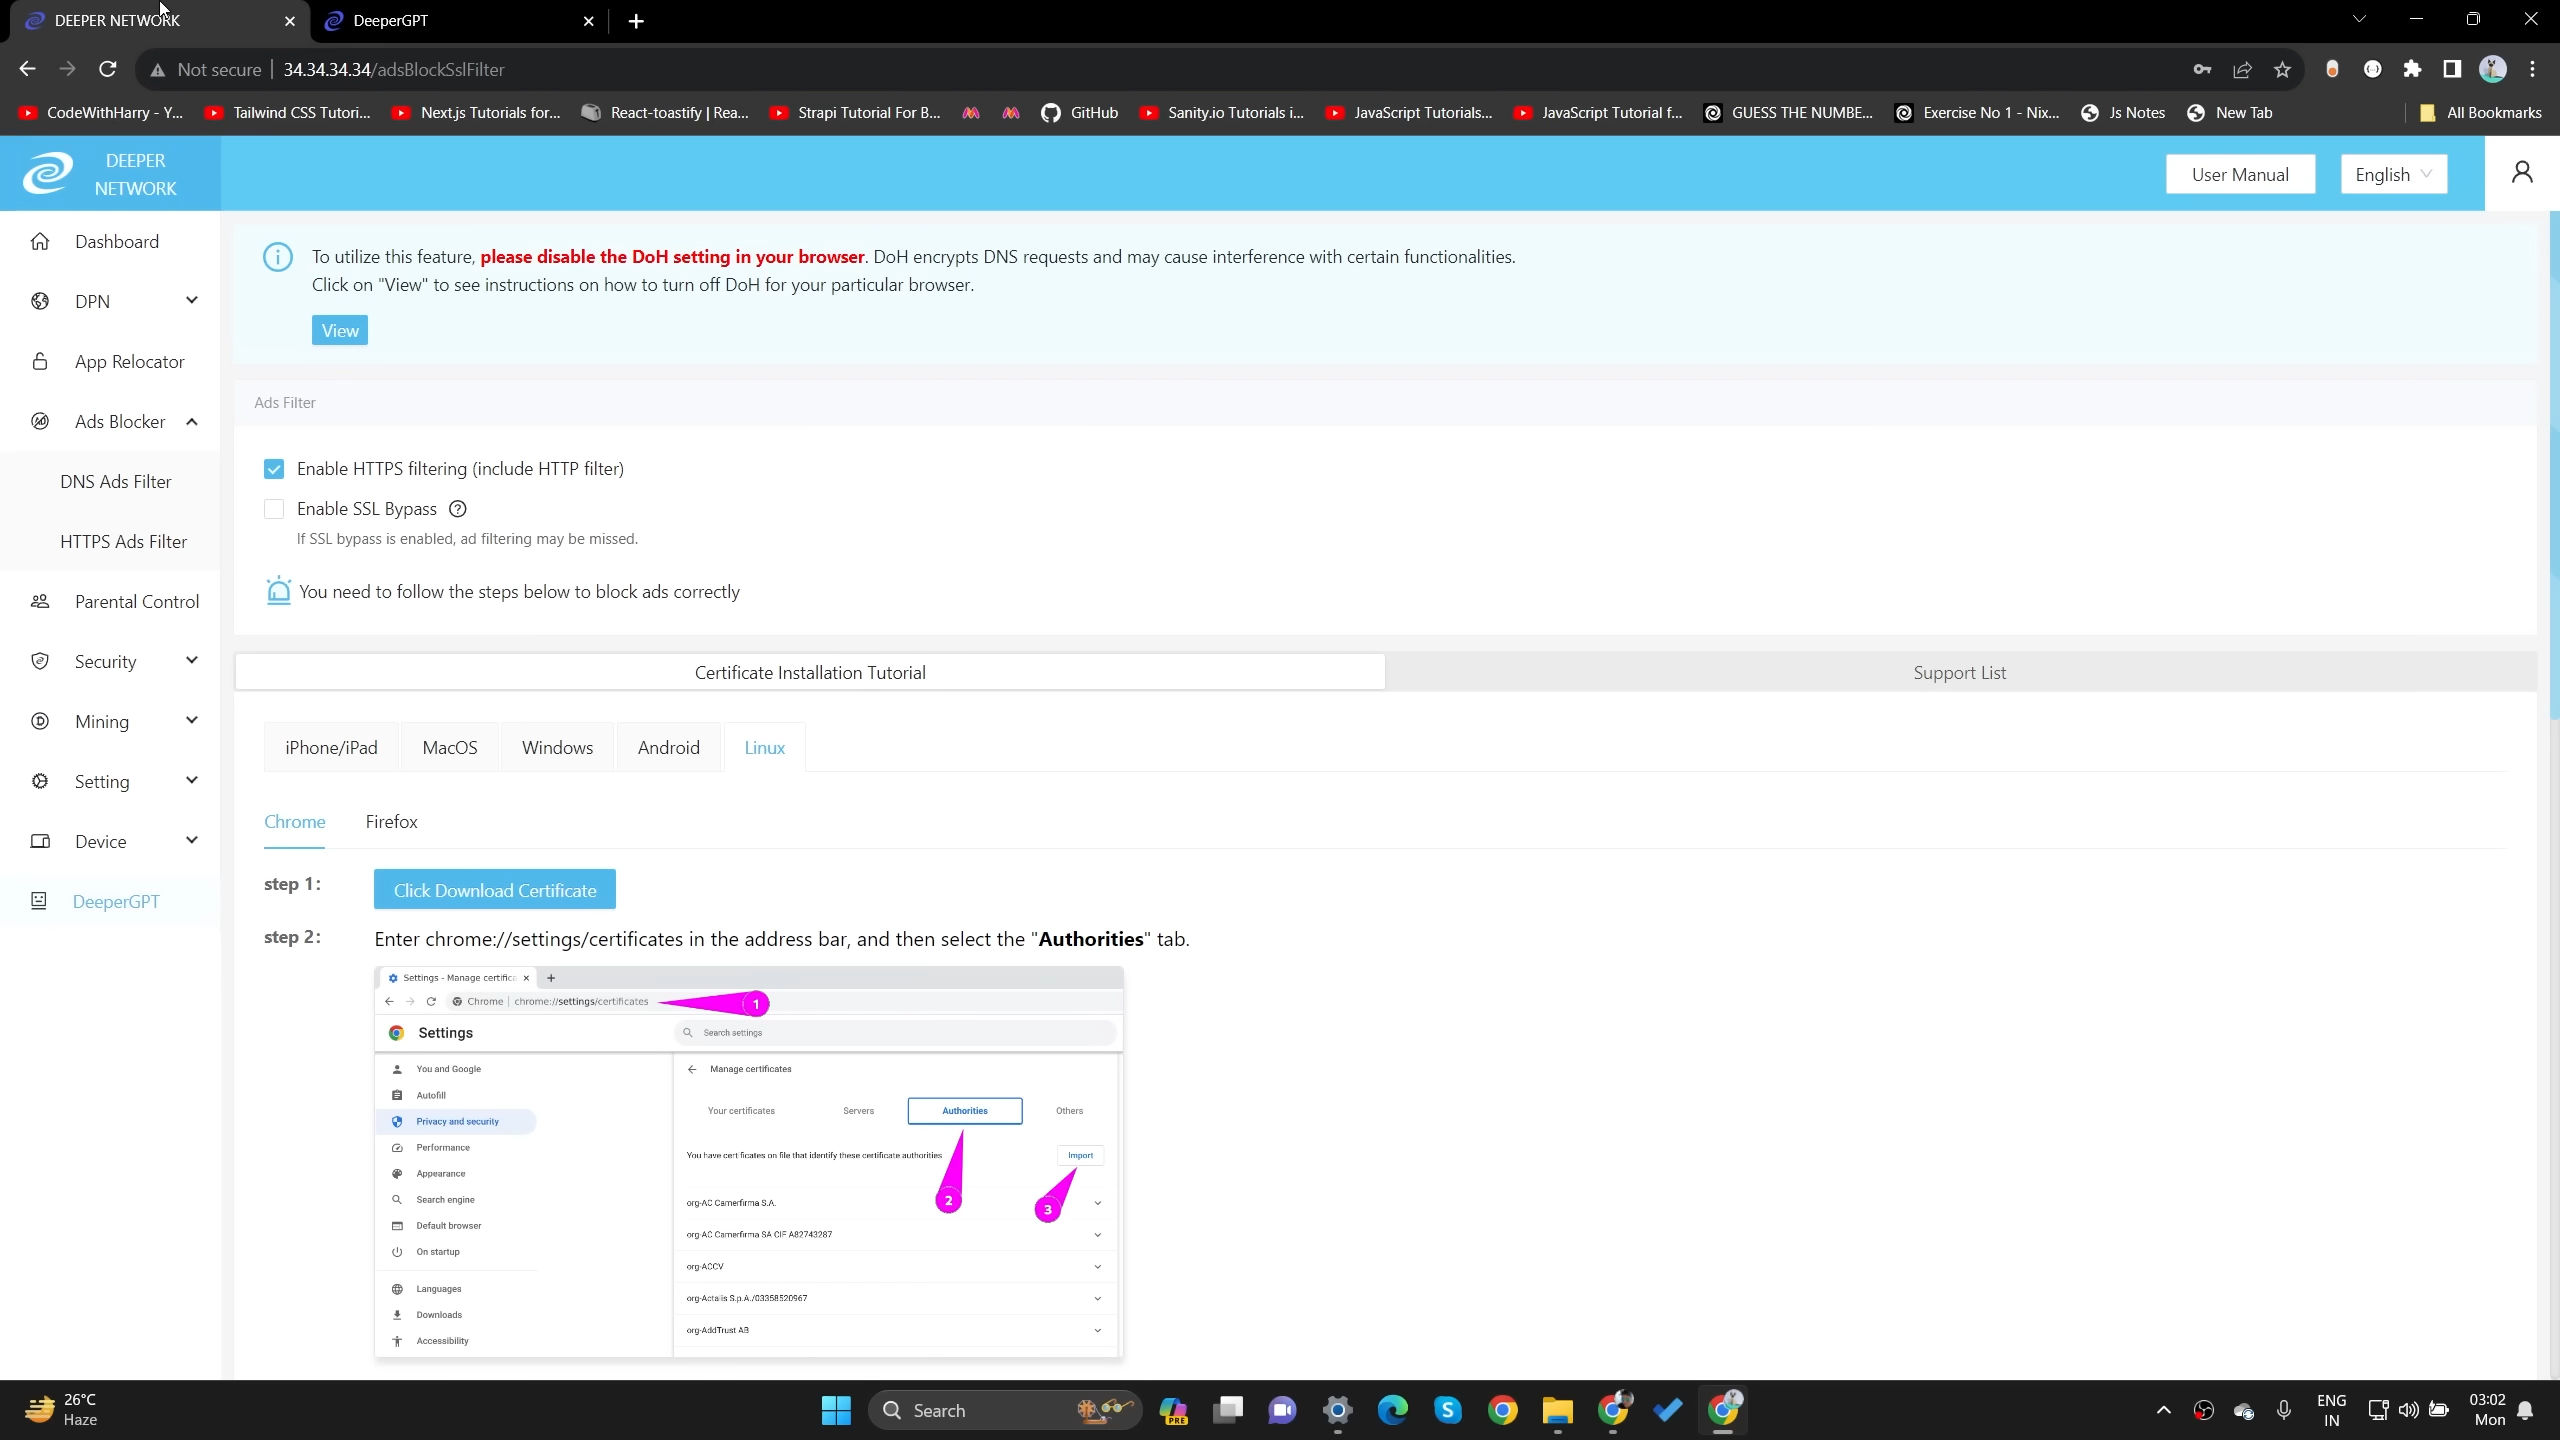 DEEPER NETWORK
DeeperGPT
Not secure
34.34.34.34/adsBlockSslFilter
CodeWithHarry - Y...
Tailwind CSS Tutori...
Next.js Tutorials for...
React-toastify | Rea...
Strapi Tutorial For B...
GitHub
Sanity.io Tutorials i...
JavaScript Tutorials...
JavaScript Tutorial f...
GUESS THE NUMBE...
Exercise No 1 - Nix...
Js Notes
New Tab
All Bookmarks
DEEPER
NETWORK
User Manual
English
Dashboard
DPN
App Relocator
Ads Blocker
DNS Ads Filter
HTTPS Ads Filter
Parental Control
Security
Mining
Setting
Device
DeeperGPT
To utilize this feature, please disable the DoH setting in your browser. DoH encrypts DNS requests and may cause interference with certain functionalities.
Click on "View" to see instructions on how to turn off DoH for your particular browser.
View
Ads Filter
Enable HTTPS filtering (include HTTP filter)
Enable SSL Bypass ?
If SSL bypass is enabled, ad filtering may be missed.
You need to follow the steps below to block ads correctly
Certificate Installation Tutorial
Support List
iPhone/iPad
MacOS
Windows
Android
Linux
Chrome
Firefox
step 1:
Click Download Certificate
step 2:
Enter chrome://settings/certificates in the address bar, and then select the "Authorities" tab.
Settings - Manage certific
Chrome | chrome://settings/certificates
1
Settings
Search settings
You and Google
Autofill
Privacy and security
Performance
Appearance
Search engine
Default browser
On startup
Languages
Downloads
Accessibility
Manage certificates
Your certificates
Servers
Authorities
Others
You have certificates on file that identify these certificate authorities
Import
2
3
org-AC Camerfirma S.A.
org-AC Camerfirma SA CIF A82743287
org-ACCV
org-Actalis S.p.A./03358520967
org-AddTrust AB
26°C
Haze
Search
PRE
ENG
IN
03:02
Mon